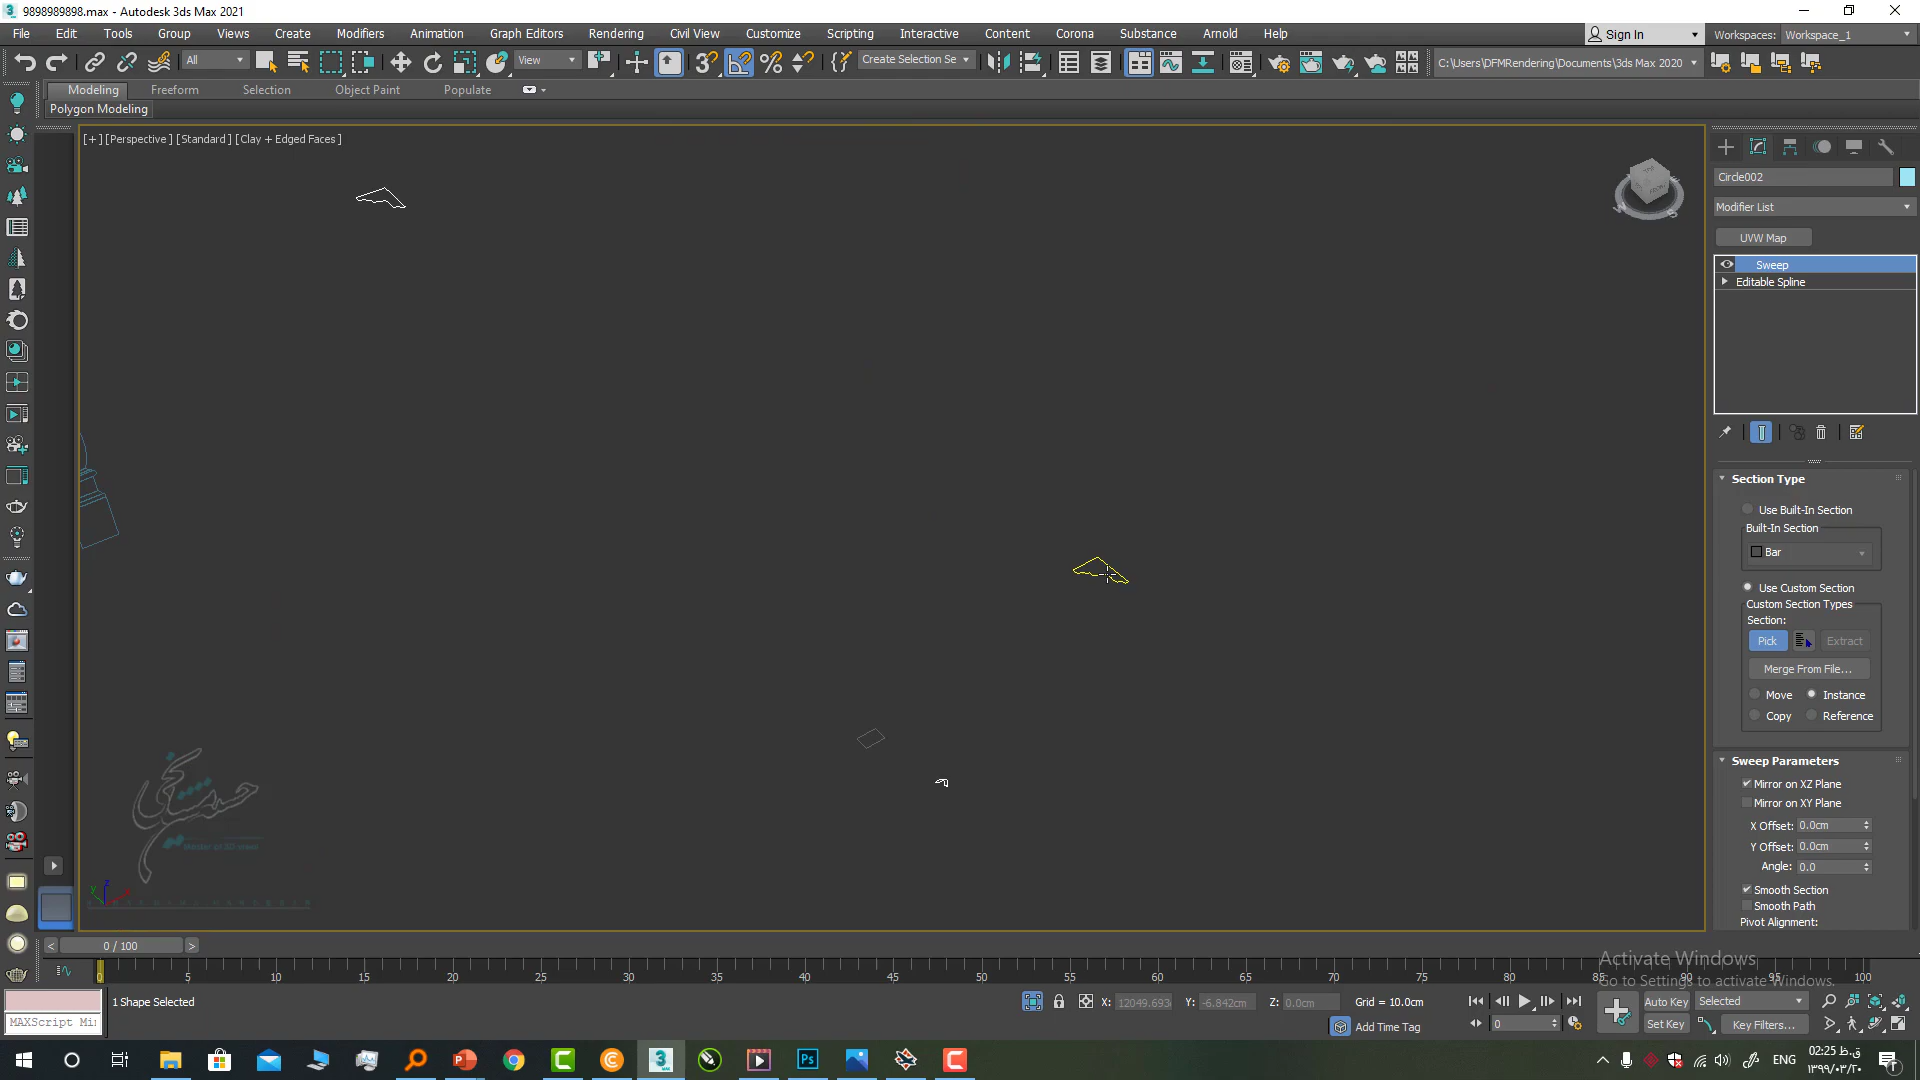 9898989898.max - Autodesk 3ds Max 2021
File Edit Tools Group Views Create Modifiers Animation Graph Editors Rendering Civil View Customize Scripting Interactive Content Corona Substance Arnold Help
Sign In
Workspaces: Workspace_1
All
View
Create Selection Se
C:\Users\DFMRendering\Documents\3ds Max 2020
Modeling Freeform Selection Object Paint Populate
Polygon Modeling
[+] [Perspective] [Standard] [Clay + Edged Faces]
Circle002
Modifier List
UVW Map
Sweep
Editable Spline
Section Type
Use Built-In Section
Built-In Section
Bar
Use Custom Section
Custom Section Types
Section:
Pick
Extract
Merge From File...
Move Instance
Copy Reference
Sweep Parameters
Mirror on XZ Plane
Mirror on XY Plane
X Offset: 0.0cm
Y Offset: 0.0cm
Angle: 0.0
Smooth Section
Smooth Path
Pivot Alignment:
0 / 100
0 5 10 15 20 25 30 35 40 45 50 55 60 65 70 75 80 85 90 95 100
Activate Windows
Go to Settings to activate Windows.
1 Shape Selected
MAXScript Mi
X: 12049.693 Y: -6.842cm Z: 0.0cm Grid = 10.0cm
Add Time Tag
0
Auto Key Selected
Set Key Key Filters...
ENG
02:25 ق.ظ
۱۳۹۹/۰۳/۲۰